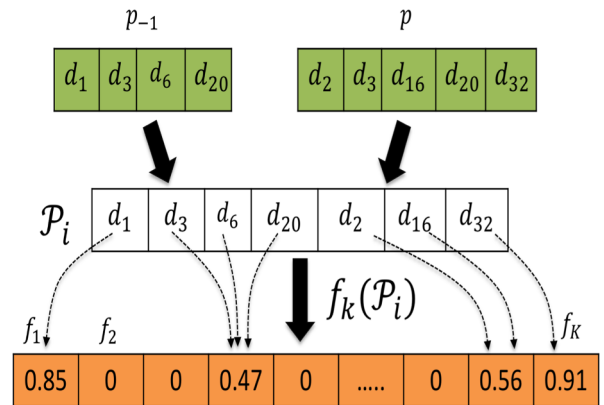 p₋₁ p
d₁ d₃ d₆ d₂₀ d₂ d₃ d₁₆ d₂₀ d₃₂
𝒫ᵢ d₁ d₃ d₆ d₂₀ d₂ d₁₆ d₃₂
fₖ(𝒫ᵢ)
f₁ f₂ f_K
0.85 0 0 0.47 0 ..... 0 0.56 0.91